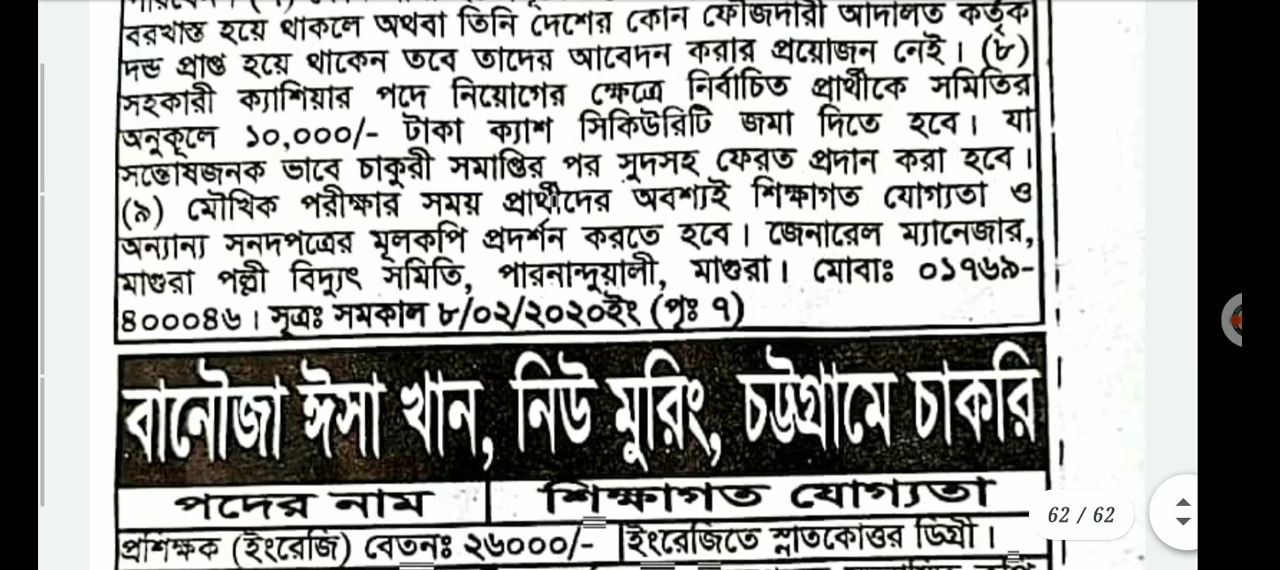 বরখাস্ত হয়ে থাকলে অথবা তিনি দেশের কোন ফৌজদারী আদালত কর্তৃক
দন্ড প্রাপ্ত হয়ে থাকেন তবে তাদের আবেদন করার প্রয়োজন নেই। (৮)
সহকারী ক্যাশিয়ার পদে নিয়োগের ক্ষেত্রে নির্বাচিত প্রার্থীকে সমিতির
অনুকূলে ১০,০০০/- টাকা ক্যাশ সিকিউরিটি জমা দিতে হবে। যা
সন্তোষজনক ভাবে চাকুরী সমাপ্তির পর সুদসহ ফেরত প্রদান করা হবে।
(৯) মৌখিক পরীক্ষার সময় প্রার্থীদের অবশ্যই শিক্ষাগত যোগ্যতা ও
অন্যান্য সনদপত্রের মূলকপি প্রদর্শন করতে হবে। জেনারেল ম্যানেজার,
মাগুরা পল্লী বিদ্যুৎ সমিতি, পারনান্দুয়ালী, মাগুরা। মোবাঃ ০১৭৬৯-
৪০০০৪৬। সূত্রঃ সমকাল ৮/০২/২০২০ইং (পৃঃ ৭)
বানৌজা ঈসা খান, নিউ মুরিং, চট্টগ্রামে চাকরি
পদের নাম শিক্ষাগত যোগ্যতা
প্রশিক্ষক (ইংরেজি) বেতনঃ ২৬০০০/- ইংরেজিতে স্নাতকোত্তর ডিগ্রী।
62 / 62